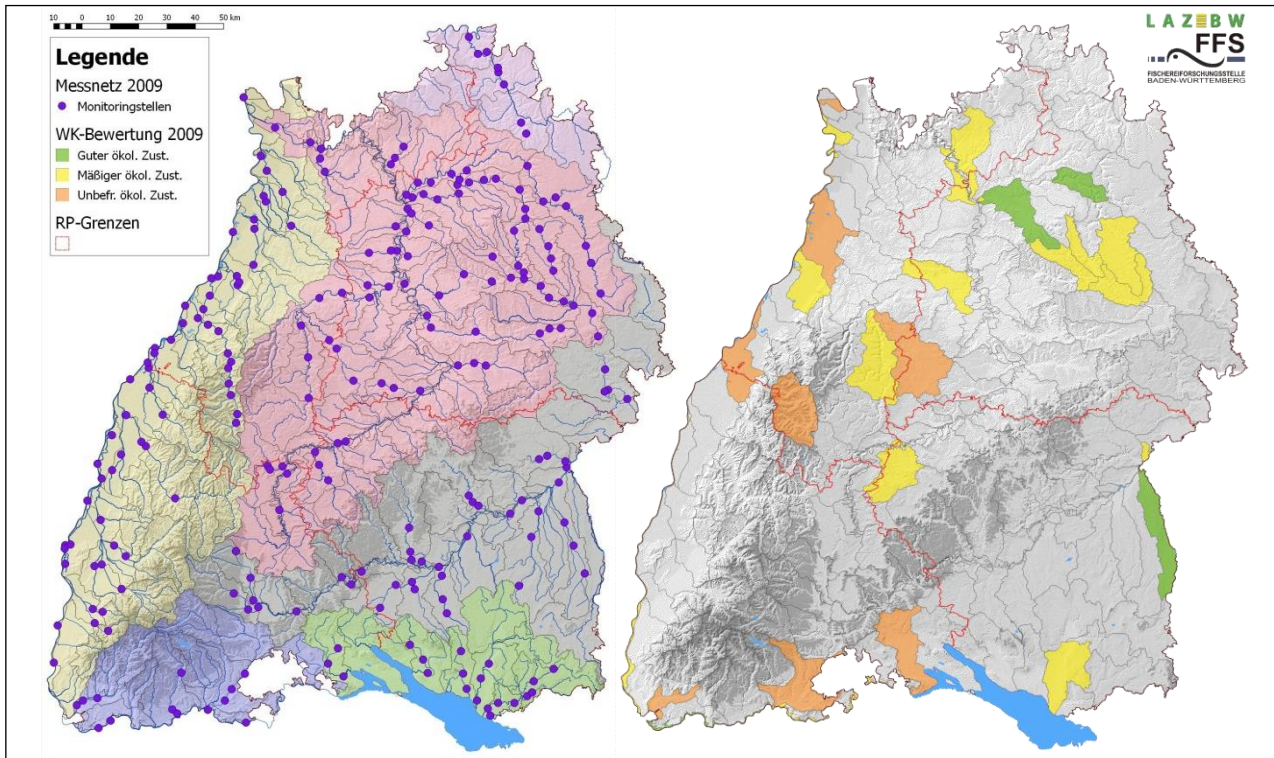 10 0 10 20 30 40 50 km
Legende
Messnetz 2009
Monitoringstellen
WK-Bewertung 2009
Guter ökol. Zust.
Mäßiger ökol. Zust.
Unbefr. ökol. Zust.
RP-Grenzen
LAZBW
FFS
FISCHEREIFORSCHUNGSSTELLE
BADEN-WÜRTTEMBERG